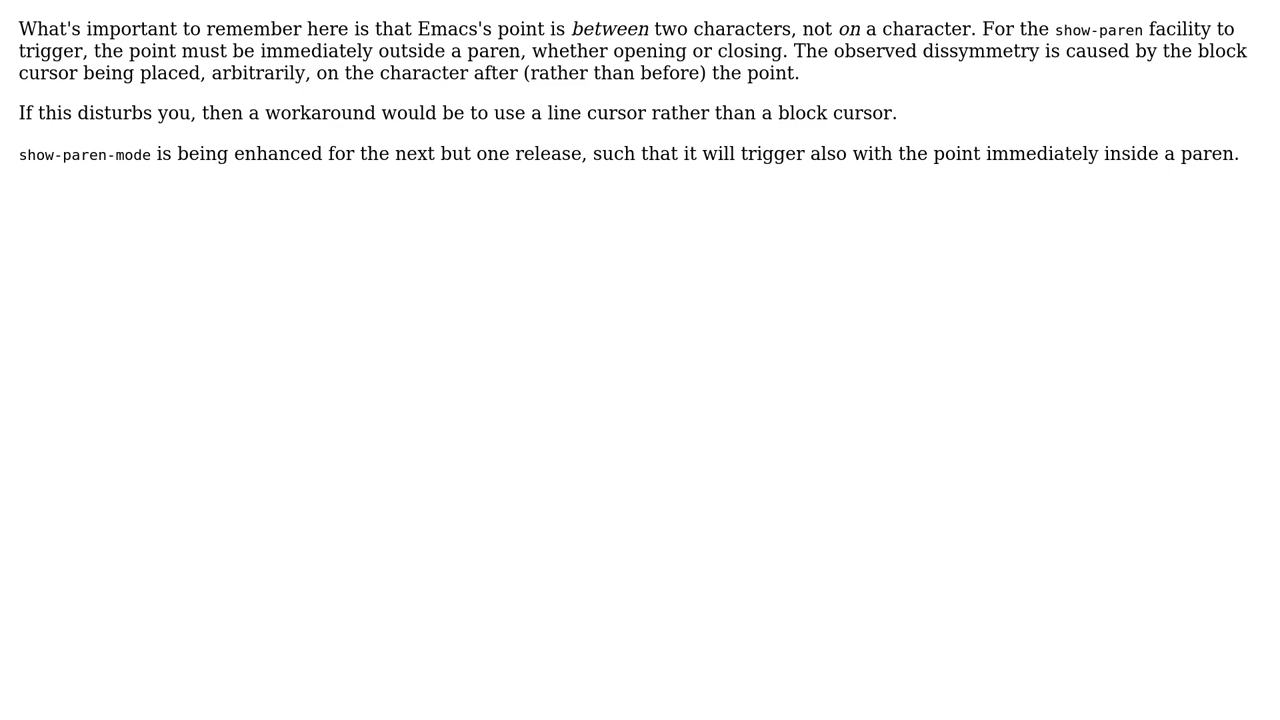 What's important to remember here is that Emacs's point is between two characters, not on a character. For the show-paren facility to
trigger, the point must be immediately outside a paren, whether opening or closing. The observed dissymmetry is caused by the block
cursor being placed, arbitrarily, on the character after (rather than before) the point.
If this disturbs you, then a workaround would be to use a line cursor rather than a block cursor.
show-paren-mode is being enhanced for the next but one release, such that it will trigger also with the point immediately inside a paren.